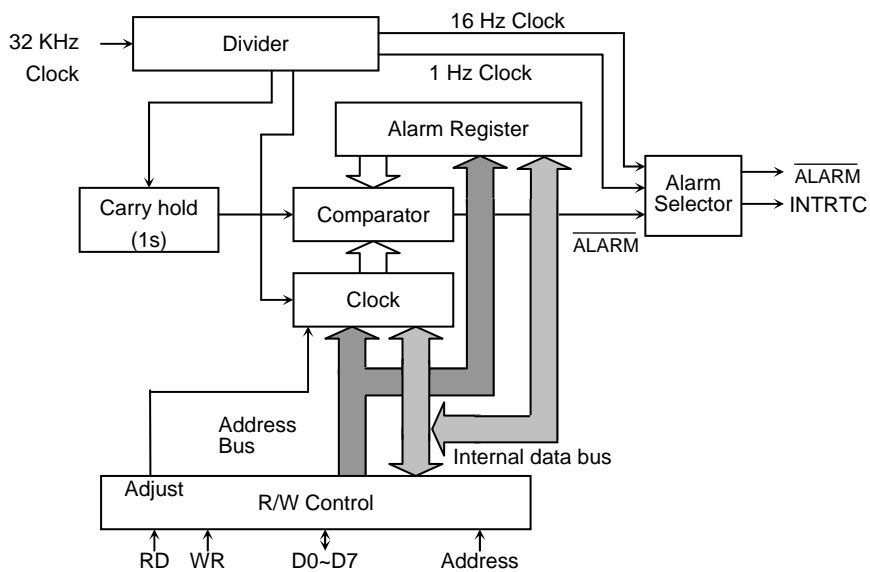 32 KHz
Clock
Divider
16 Hz Clock
1 Hz Clock
Alarm Register
Carry hold
(1s)
Comparator
Alarm
Selector
ALARM
INTRTC
ALARM
Clock
Address
Bus
Internal data bus
Adjust
R/W Control
RD
WR
D0~D7
Address